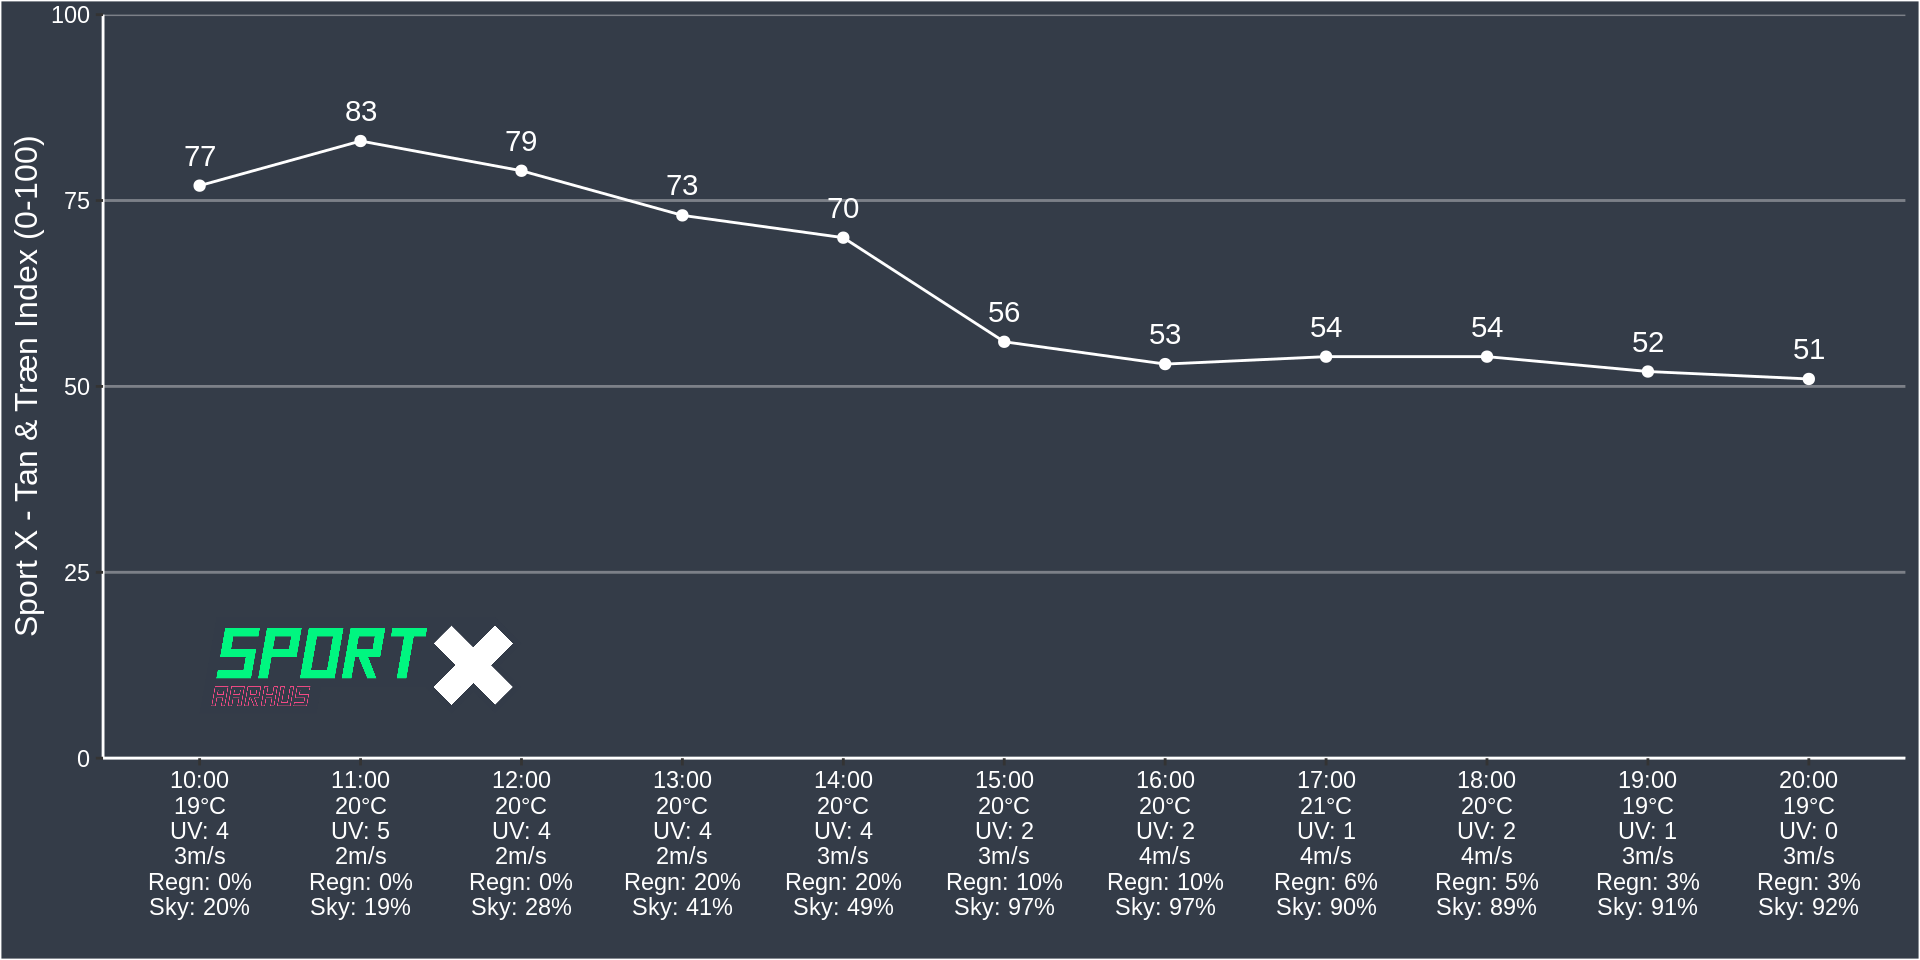 Sport X - Tan & Træn Index (0-100)
100
75
50
25
0
77
83
79
73
70
56
53
54
54
52
51
SPORT X
AARHUS
10:00 11:00 12:00 13:00 14:00 15:00 16:00 17:00 18:00 19:00 20:00
19°C 20°C 20°C 20°C 20°C 20°C 20°C 21°C 20°C 19°C 19°C
UV: 4 UV: 5 UV: 4 UV: 4 UV: 4 UV: 2 UV: 2 UV: 1 UV: 2 UV: 1 UV: 0
3m/s 2m/s 2m/s 2m/s 3m/s 3m/s 4m/s 4m/s 4m/s 3m/s 3m/s
Regn: 0% Regn: 0% Regn: 0% Regn: 20% Regn: 20% Regn: 10% Regn: 10% Regn: 6% Regn: 5% Regn: 3% Regn: 3%
Sky: 20% Sky: 19% Sky: 28% Sky: 41% Sky: 49% Sky: 97% Sky: 97% Sky: 90% Sky: 89% Sky: 91% Sky: 92%